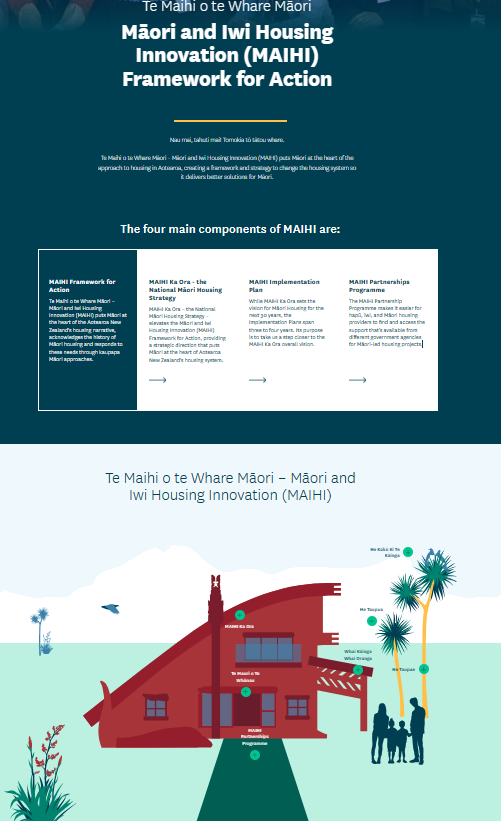 Te Maihi o te Whare Māori
Māori and Iwi Housing
Innovation (MAIHI)
Framework for Action
Nau mai, tahuti mai! Tomokia tō tātou whare.
Te Maihi o te Whare Māori - Māori and Iwi Housing Innovation (MAIHI) puts Māori at the heart of the
approach to housing in Aotearoa, creating a framework and strategy to change the housing system so
it delivers better solutions for Māori.
The four main components of MAIHI are:
MAIHI Framework for
Action
Te Maihi o te Whare Māori –
Māori and Iwi Housing
Innovation (MAIHI) puts Māori at
the heart of the Aotearoa New
Zealand's housing narrative,
acknowledges the history of
Māori housing and responds to
these needs through kaupapa
Māori approaches.
MAIHI Ka Ora - the
National Māori Housing
Strategy
MAIHI Ka Ora – the National
Māori Housing Strategy -
elevates the Māori and Iwi
Housing Innovation (MAIHI)
Framework for Action, providing
a strategic direction that puts
Māori at the heart of Aotearoa
New Zealand's housing system.
MAIHI Implementation
Plan
While MAIHI Ka Ora sets the
vision for Māori housing for the
next 30 years, the
Implementation Plans span
three to four years. Its purpose
is to take us a step closer to the
MAIHI Ka Ora overall vision.
MAIHI Partnerships
Programme
The MAIHI Partnership
Programme makes it easier for
hapū, iwi, and Māori housing
providers to find and access the
support that's available from
different government agencies
for Māori-led housing projects
Te Maihi o te Whare Māori – Māori and
Iwi Housing Innovation (MAIHI)
He Kuku Ki Te
Kāinga
He Taupua
MAIHI Ka Ora
Whai Kāinga
Whai Oranga
Te Mauri o Te
Whānau
He Taupae
MAIHI
Partnerships
Programme